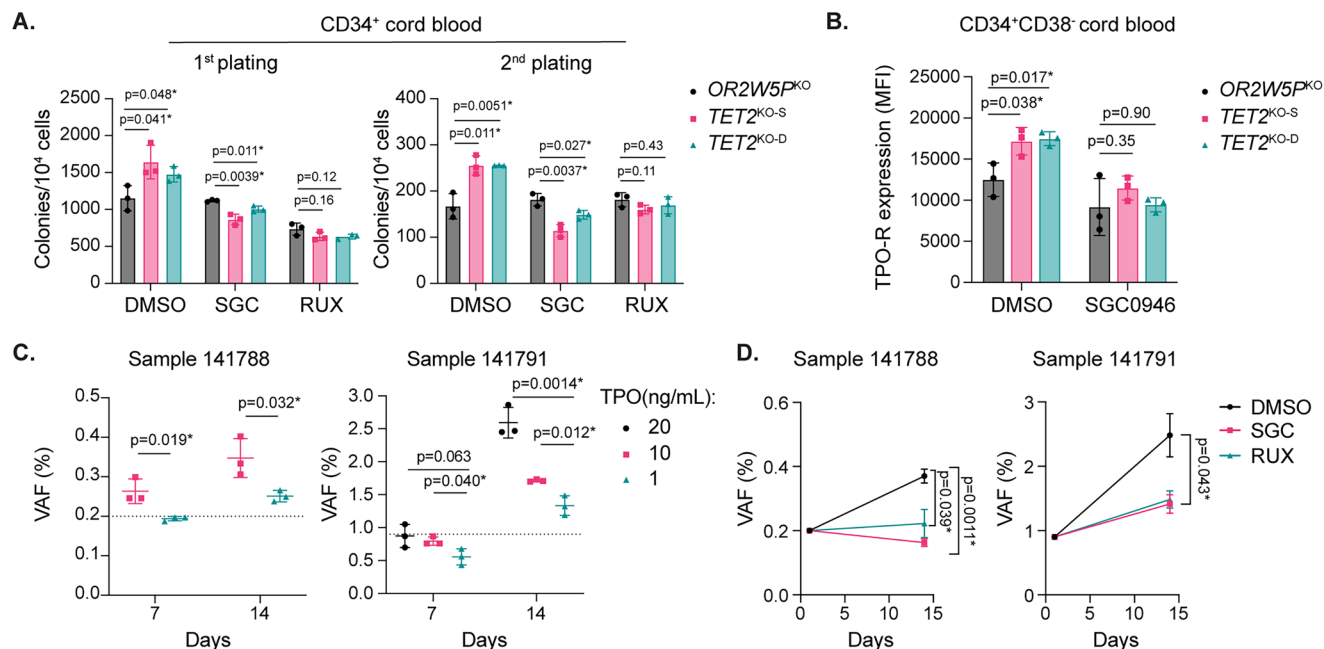 A.
CD34+ cord blood
1st plating
2nd plating
Colonies/10⁴ cells
2500
2000
1500
1000
500
0
p=0.048*
p=0.041*
p=0.011*
p=0.0039*
p=0.12
p=0.16
DMSO
SGC
RUX
Colonies/10⁴ cells
400
300
200
100
0
p=0.0051*
p=0.011*
p=0.027*
p=0.0037*
p=0.43
p=0.11
DMSO
SGC
RUX
OR2W5Pᴷᴼ
TET2ᴷᴼ⁻ˢ
TET2ᴷᴼ⁻ᴰ
B.
CD34⁺CD38⁻ cord blood
TPO-R expression (MFI)
25000
20000
15000
10000
5000
0
p=0.017*
p=0.038*
p=0.90
p=0.35
DMSO
SGC0946
OR2W5Pᴷᴼ
TET2ᴷᴼ⁻ˢ
TET2ᴷᴼ⁻ᴰ
C.
Sample 141788
VAF (%)
0.5
0.4
0.3
0.2
0.1
0.0
p=0.019*
p=0.032*
7
14
Days
Sample 141791
VAF (%)
3.0
2.5
2.0
1.5
1.0
0.5
0.0
p=0.0014*
p=0.012*
p=0.063
p=0.040*
7
14
Days
TPO(ng/mL):
20
10
1
D.
Sample 141788
VAF (%)
0.6
0.4
0.2
0.0
p=0.039*
p=0.0011*
0
5
10
15
Days
Sample 141791
VAF (%)
3
2
1
0
p=0.043*
0
5
10
15
Days
DMSO
SGC
RUX